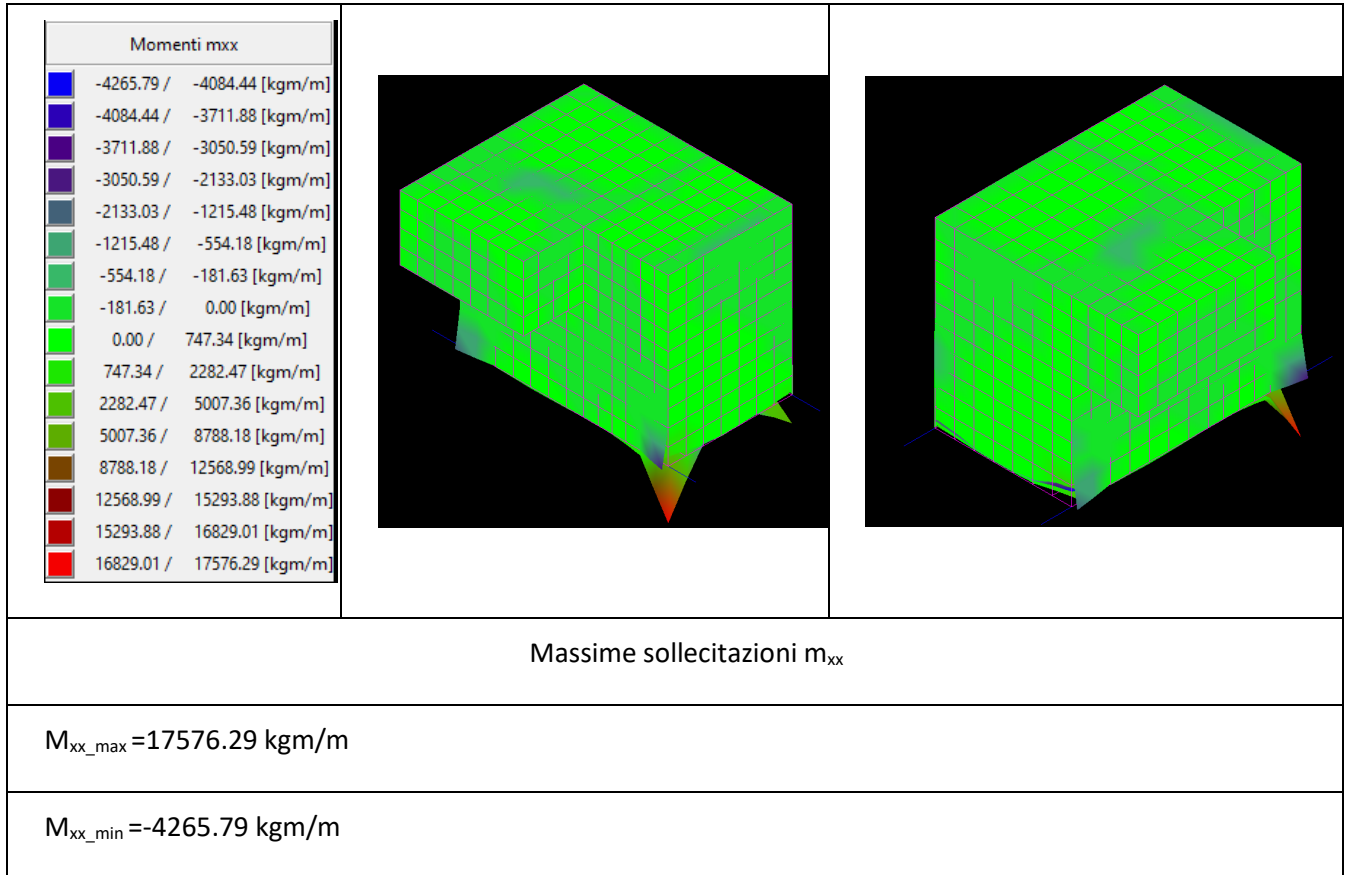 Momenti mxx
-4265.79 / -4084.44 [kgm/m]
-4084.44 / -3711.88 [kgm/m]
-3711.88 / -3050.59 [kgm/m]
-3050.59 / -2133.03 [kgm/m]
-2133.03 / -1215.48 [kgm/m]
-1215.48 / -554.18 [kgm/m]
-554.18 / -181.63 [kgm/m]
-181.63 / 0.00 [kgm/m]
0.00 / 747.34 [kgm/m]
747.34 / 2282.47 [kgm/m]
2282.47 / 5007.36 [kgm/m]
5007.36 / 8788.18 [kgm/m]
8788.18 / 12568.99 [kgm/m]
12568.99 / 15293.88 [kgm/m]
15293.88 / 16829.01 [kgm/m]
16829.01 / 17576.29 [kgm/m]
Massime sollecitazioni mxx
Mxx_max =17576.29 kgm/m
Mxx_min =-4265.79 kgm/m